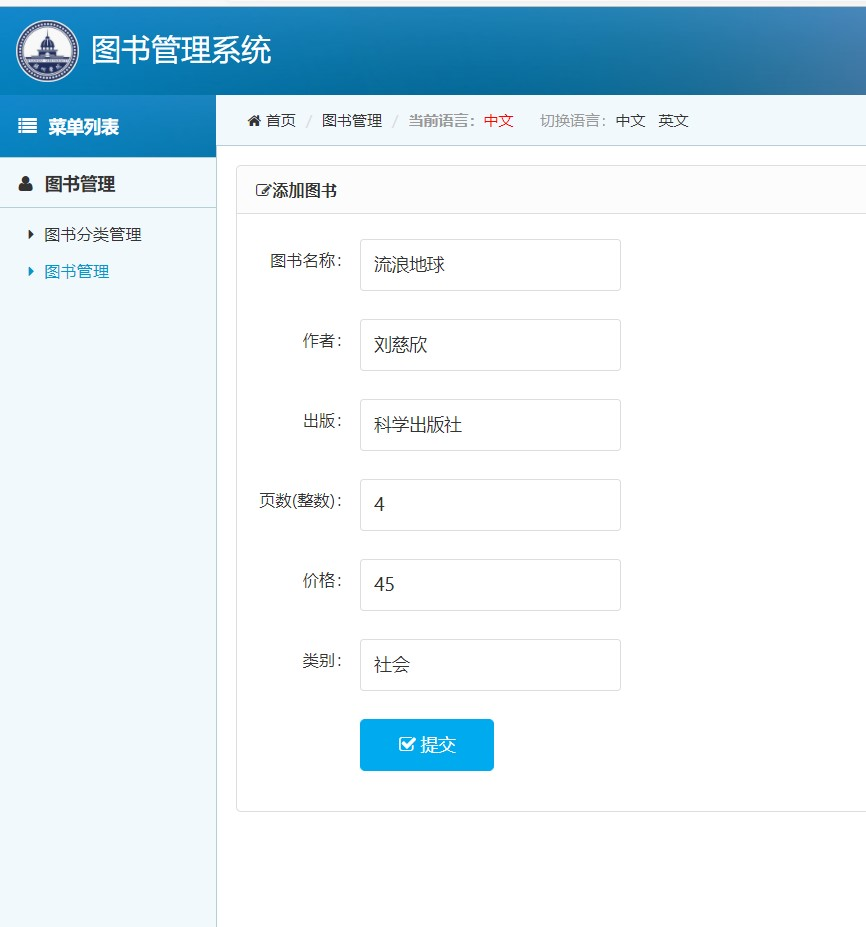 图书管理系统
菜单列表
首页 / 图书管理 / 当前语言：中文 切换语言：中文 英文
图书管理
图书分类管理
图书管理
添加图书
图书名称： 流浪地球
作者： 刘慈欣
出版： 科学出版社
页数(整数)： 4
价格： 45
类别： 社会
提交